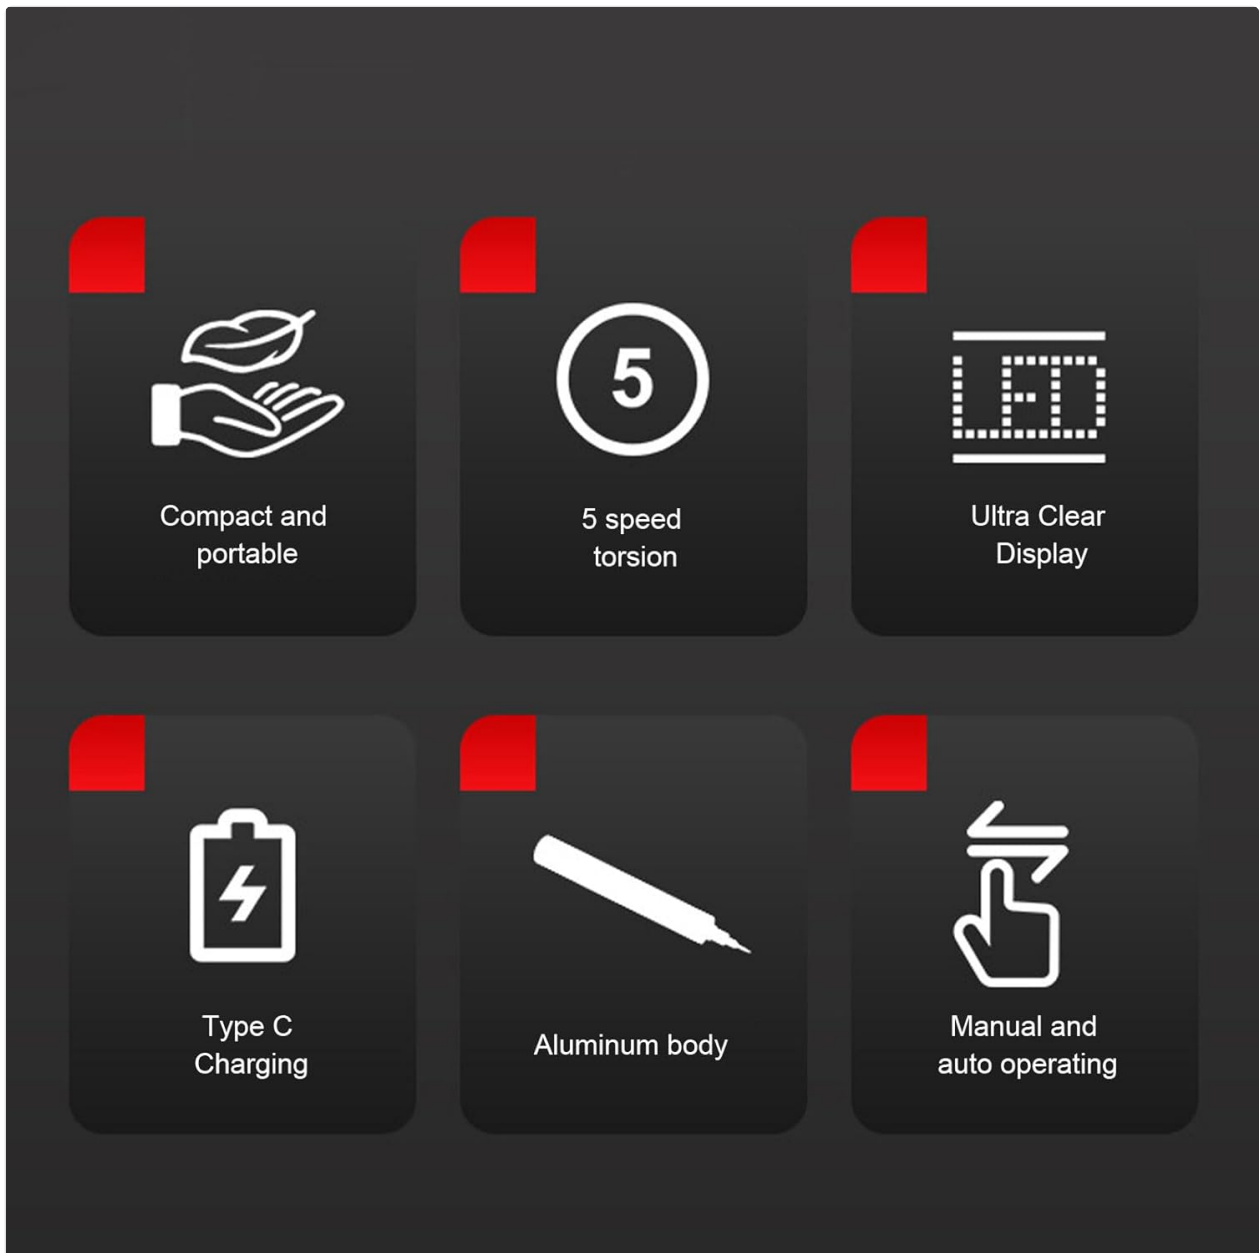 5
LED
Compact and
portable
5 speed
torsion
Ultra Clear
Display
Type C
Charging
Aluminum body
Manual and
auto operating